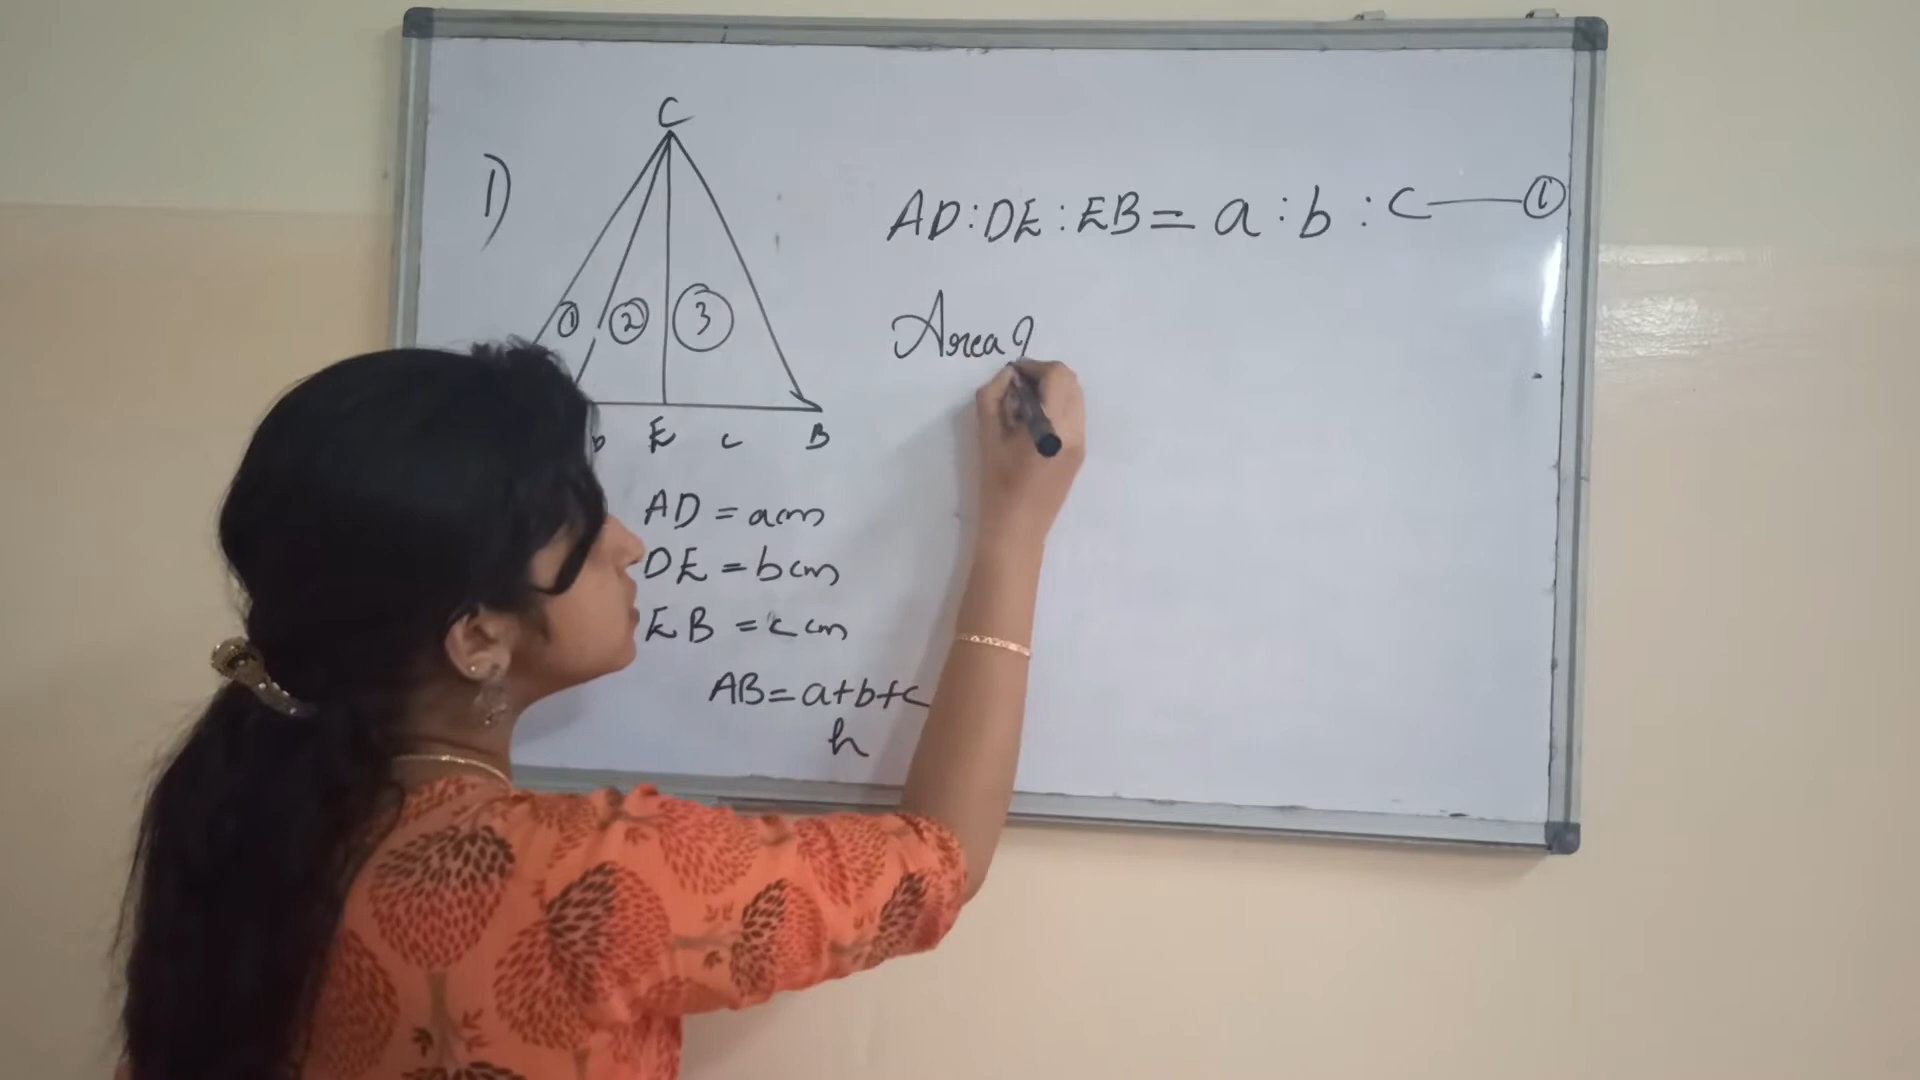 1)
C
① ② ③
b E c B
AD = acm
DE = bcm
EB = ccm
AB = a+b+c
h
AD : DE : EB = a : b : c —— ①
Area